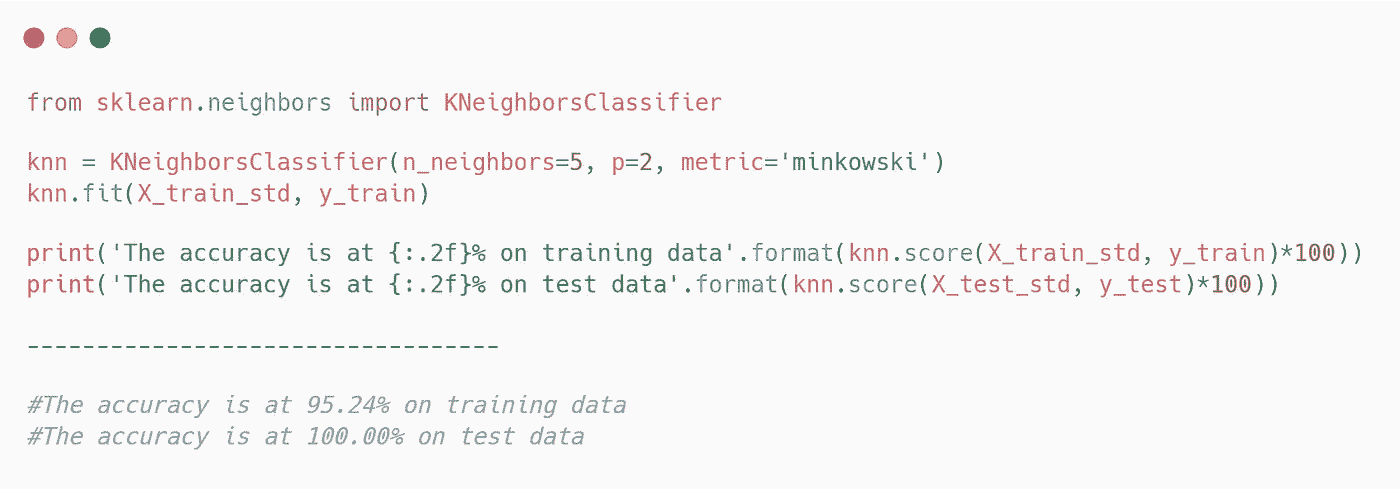 from sklearn.neighbors import KNeighborsClassifier
knn = KNeighborsClassifier(n_neighbors=5, p=2, metric='minkowski')
knn.fit(X_train_std, y_train)
print('The accuracy is at {:.2f}% on training data'.format(knn.score(X_train_std, y_train)*100))
print('The accuracy is at {:.2f}% on test data'.format(knn.score(X_test_std, y_test)*100))
----------------------------------
#The accuracy is at 95.24% on training data
#The accuracy is at 100.00% on test data